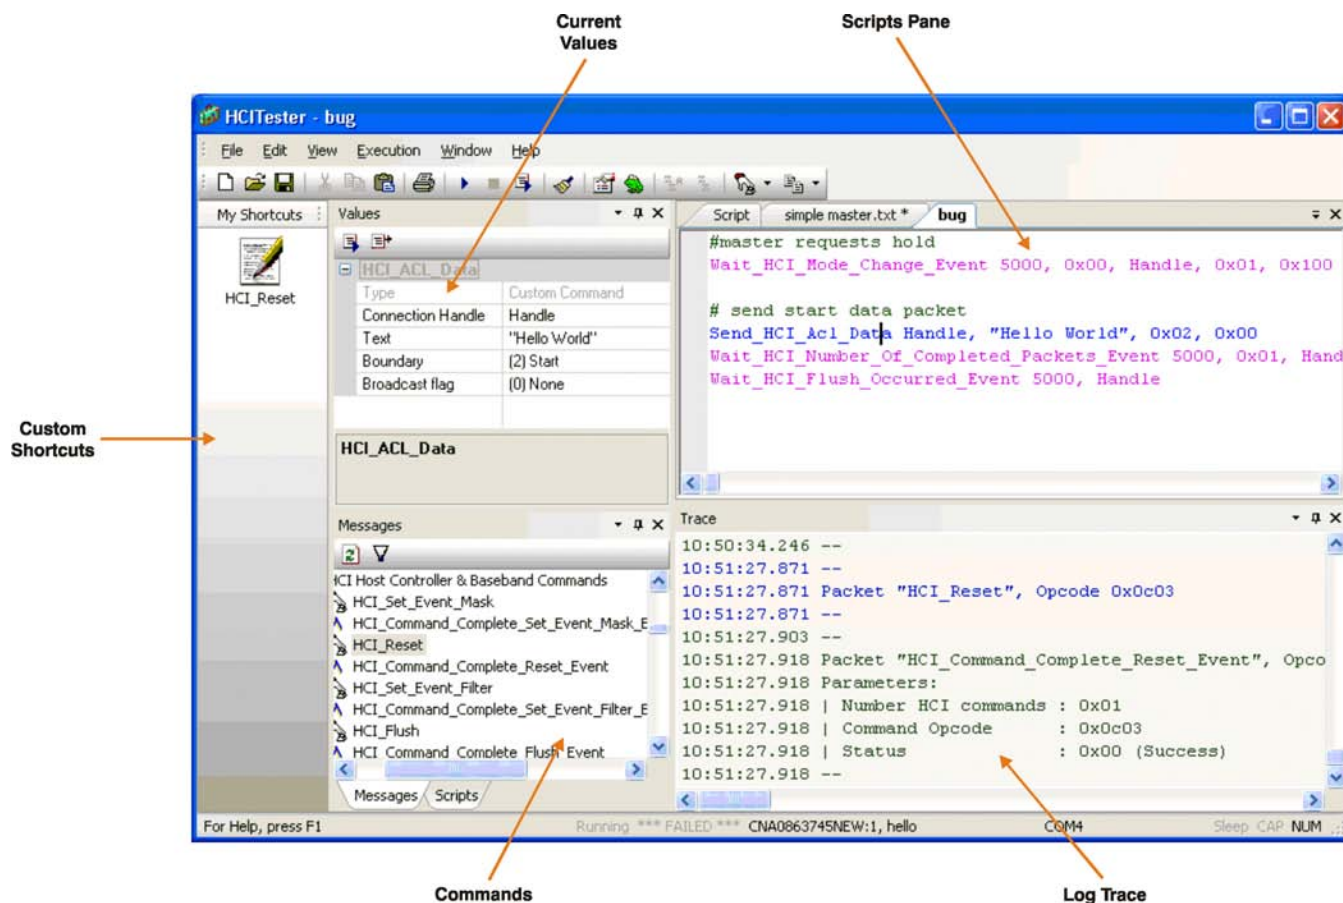 Current
Values
Scripts Pane
HCITester - bug
File Edit View Execution Window Help
My Shortcuts
HCI_Reset
Values
HCI_ACL_Data
Type Custom Command
Connection Handle Handle
Text "Hello World"
Boundary (2) Start
Broadcast flag (0) None
HCI_ACL_Data
Script simple master.txt * bug
#master requests hold
Wait_HCI_Mode_Change_Event 5000, 0x00, Handle, 0x01, 0x100
# send start data packet
Send_HCI_Acl_Data Handle, "Hello World", 0x02, 0x00
Wait_HCI_Number_Of_Completed_Packets_Event 5000, 0x01, Hand
Wait_HCI_Flush_Occurred_Event 5000, Handle
Custom
Shortcuts
Messages
HCI Host Controller & Baseband Commands
HCI_Set_Event_Mask
HCI_Command_Complete_Set_Event_Mask_E
HCI_Reset
HCI_Command_Complete_Reset_Event
HCI_Set_Event_Filter
HCI_Command_Complete_Set_Event_Filter_E
HCI_Flush
HCI_Command_Complete_Flush_Event
Messages Scripts
Trace
10:50:34.246 --
10:51:27.871 --
10:51:27.871 Packet "HCI_Reset", Opcode 0x0c03
10:51:27.871 --
10:51:27.903 --
10:51:27.918 Packet "HCI_Command_Complete_Reset_Event", Opco
10:51:27.918 Parameters:
10:51:27.918 | Number HCI commands : 0x01
10:51:27.918 | Command Opcode : 0x0c03
10:51:27.918 | Status : 0x00 (Success)
10:51:27.918 --
For Help, press F1 Running *** FAILED *** CNA0863745NEW:1, hello COM4 Sleep CAP NUM
Commands
Log Trace